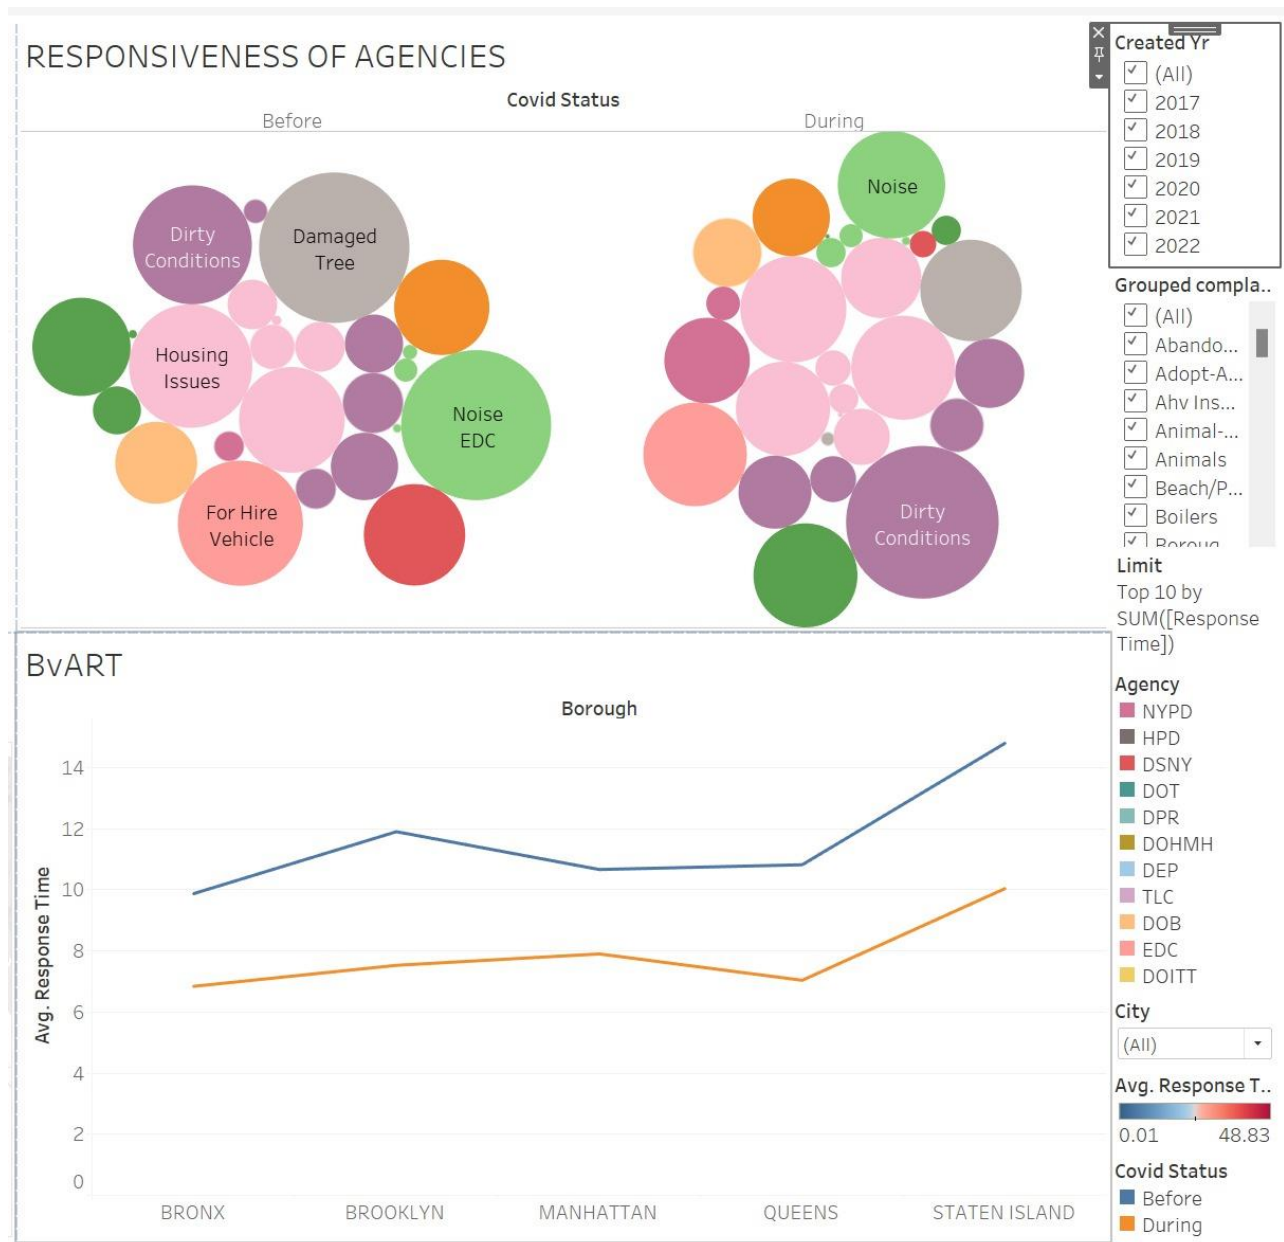 RESPONSIVENESS OF AGENCIES
Covid Status
Before
During
Dirty
Conditions
Damaged
Tree
Housing
Issues
Noise
EDC
For Hire
Vehicle
Noise
Dirty
Conditions
BvART
Borough
Avg. Response Time
14
12
10
8
6
4
2
0
BRONX
BROOKLYN
MANHATTAN
QUEENS
STATEN ISLAND
Created Yr
(All)
2017
2018
2019
2020
2021
2022
Grouped compla..
(All)
Abando...
Adopt-A...
Ahv Ins...
Animal-...
Animals
Beach/P...
Boilers
Boroug
Limit
Top 10 by
SUM([Response
Time])
Agency
NYPD
HPD
DSNY
DOT
DPR
DOHMH
DEP
TLC
DOB
EDC
DOITT
City
(All)
Avg. Response T..
0.01
48.83
Covid Status
Before
During